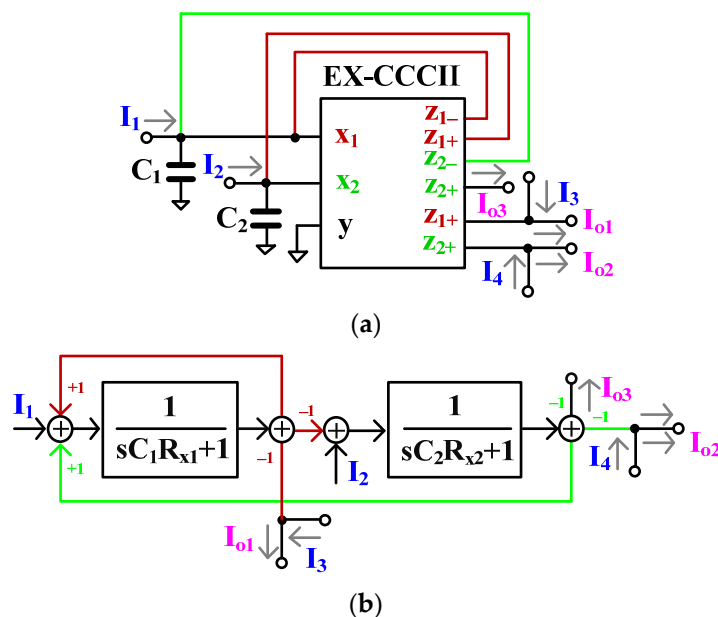 EX-CCCII
I₁
x₁
z₁₋
z₁₊
C₁
I₂
x₂
z₂₋
z₂₊
I₃
Iₒ₃
C₂
y
z₁₊
Iₒ₁
z₂₊
Iₒ₂
I₄
(a)
+1
Iₒ₃
I₁
1
sC₁Rₓ₁+1
−1
−1
1
sC₂Rₓ₂+1
−1
−1
Iₒ₂
+1
I₂
I₄
Iₒ₁
I₃
(b)